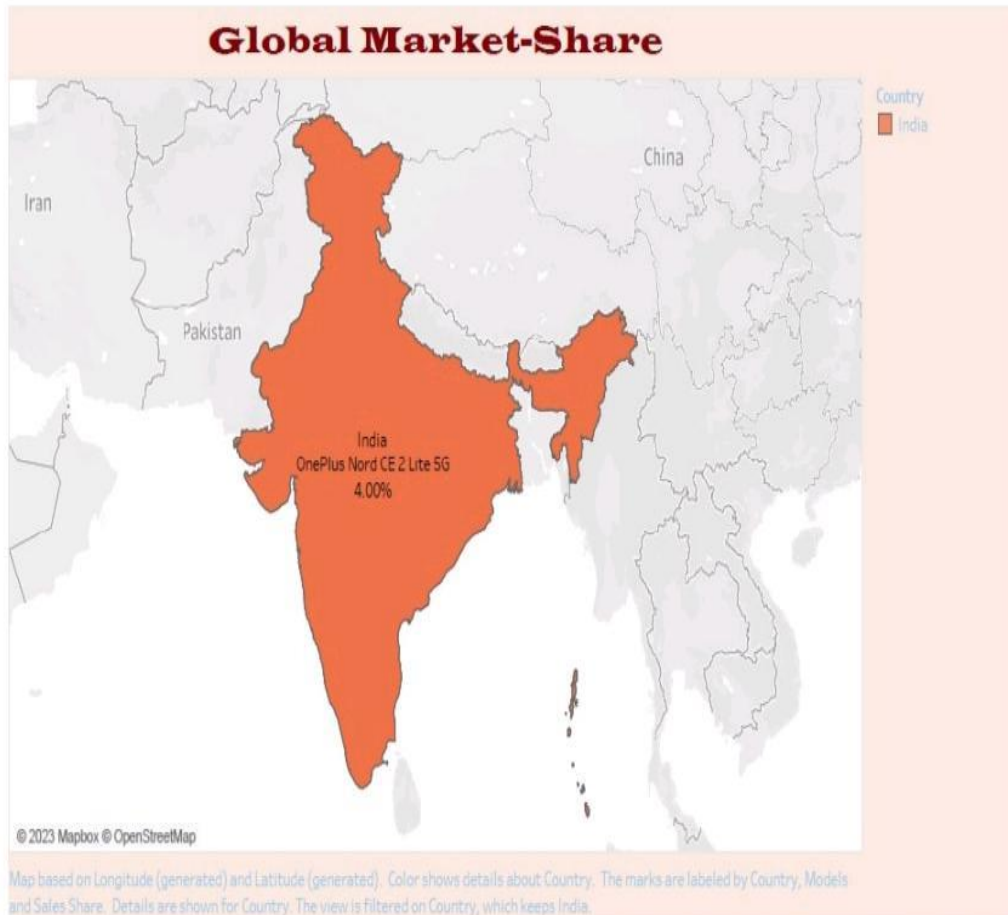 Global Market-Share
Country
India
China
Iran
Pakistan
India
OnePlus Nord CE 2 Lite 5G
4.00%
© 2023 Mapbox © OpenStreetMap
Map based on Longitude (generated) and Latitude (generated). Color shows details about Country. The marks are labeled by Country, Models
and Sales Share. Details are shown for Country. The view is filtered on Country, which keeps India.